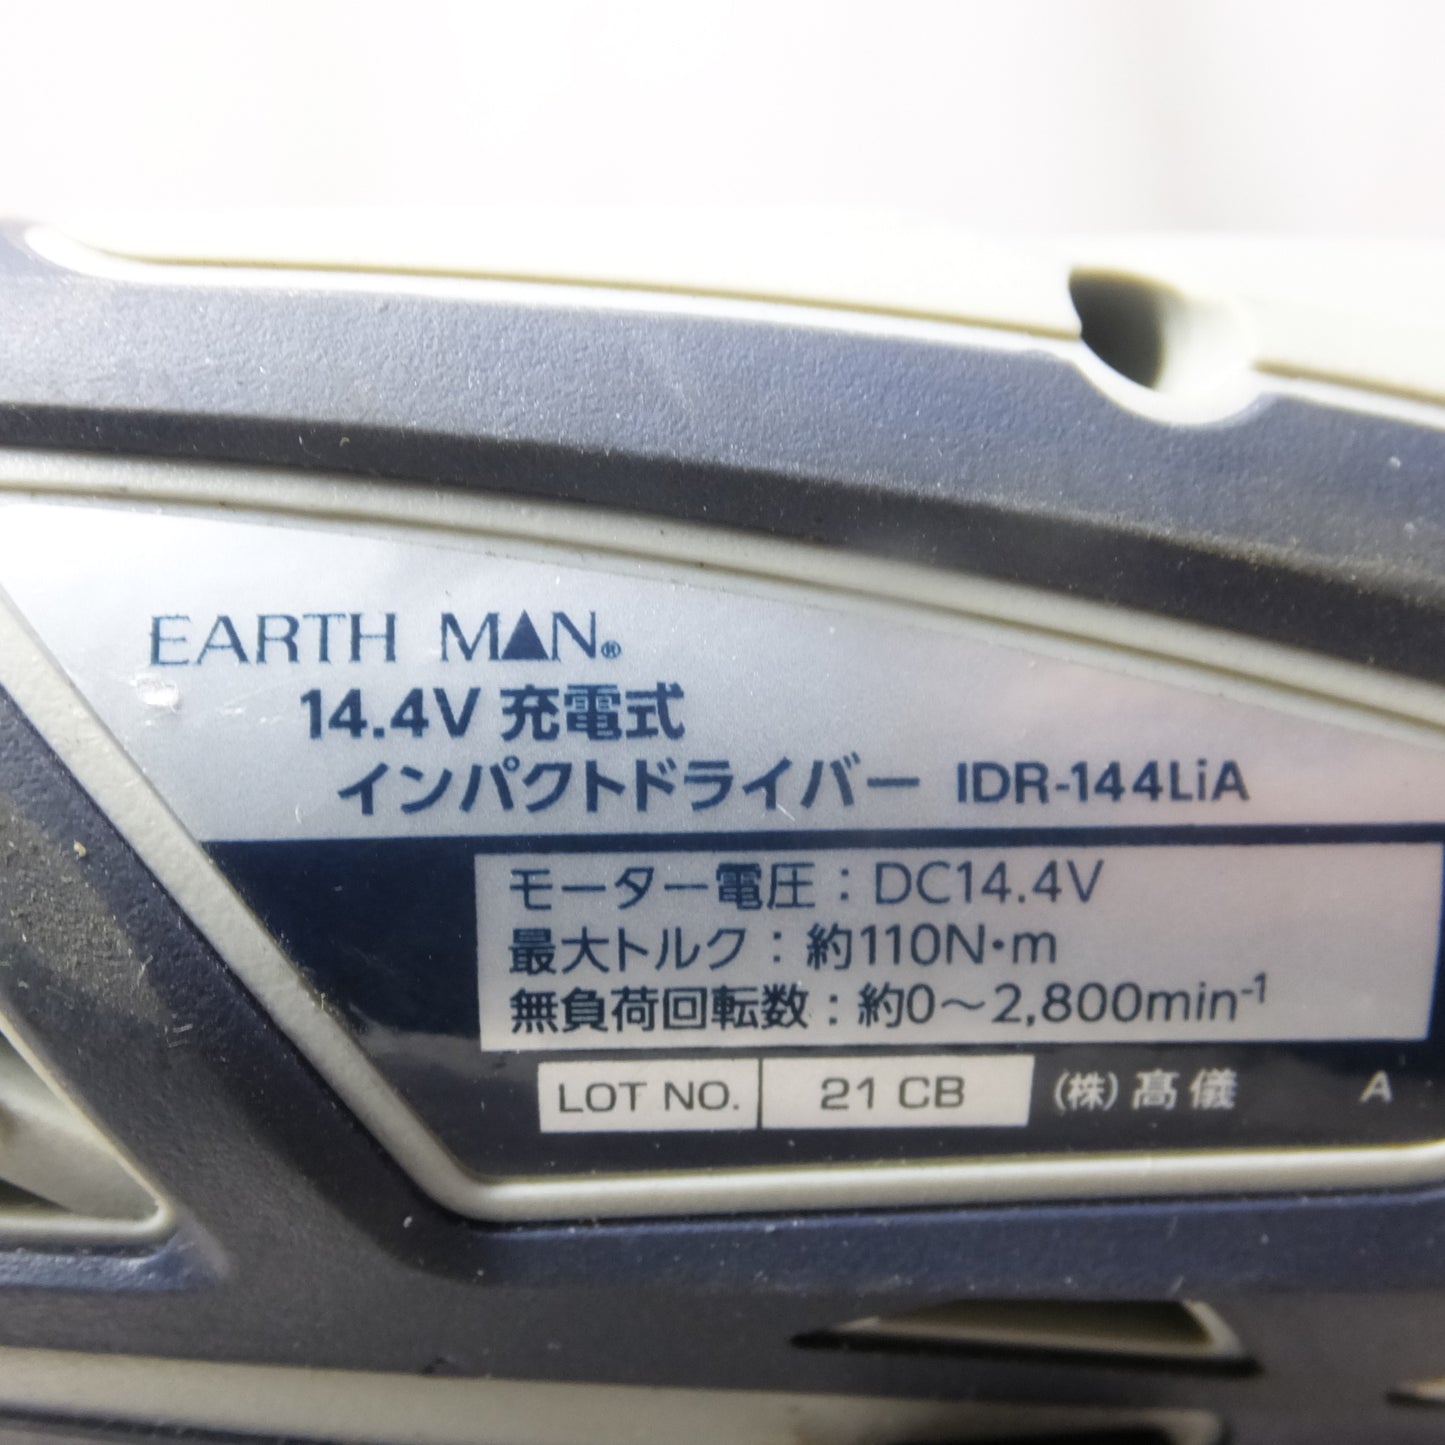 EARTH MAN®
14.4V 充電式
インパクトドライバー IDR-144LiA
モーター電圧：DC14.4V
最大トルク：約110N・m
無負荷回転数：約0～2,800min⁻¹
LOT NO. 21 CB (株)髙儀 A